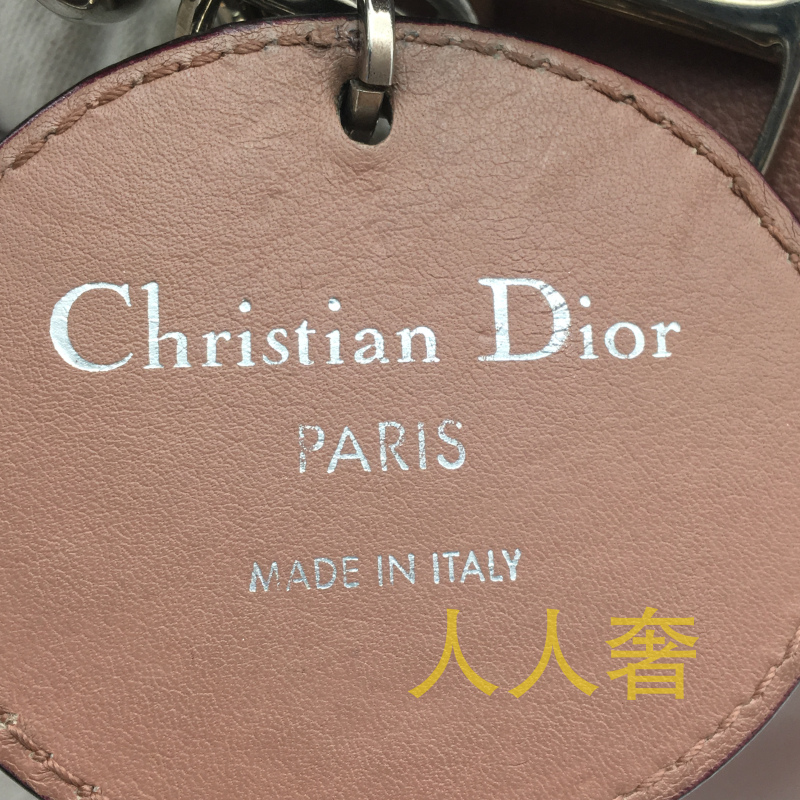 Christian Dior
PARIS
MADE IN ITALY
人人奢